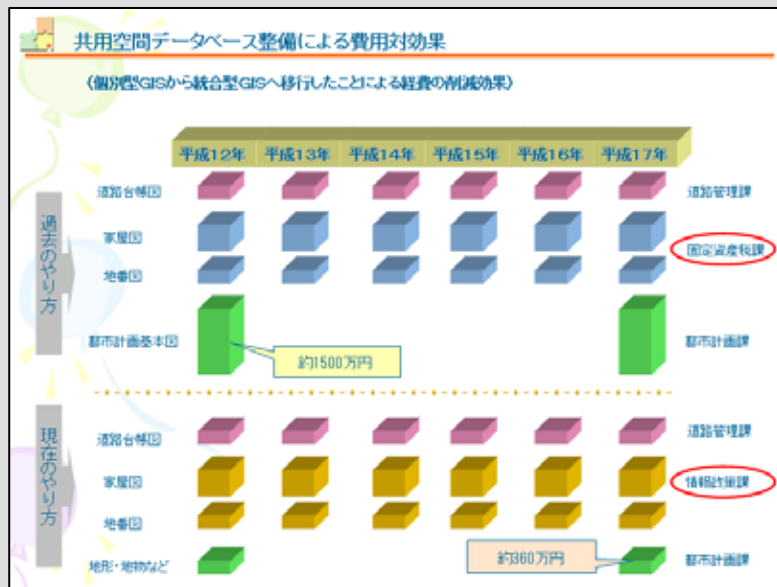 共用空間データベース整備による費用対効果
（個別型GISから統合型GISへ移行したことによる経費の削減効果）
平成12年 平成13年 平成14年 平成15年 平成16年 平成17年
過去のやり方
道路台帳図 道路管理課
家屋図
固定資産税課
地番図
都市計画基本図 都市計画課
約1500万円
現在のやり方
道路台帳図 道路管理課
家屋図 情報政策課
地番図
約360万円
地形・地物など 都市計画課